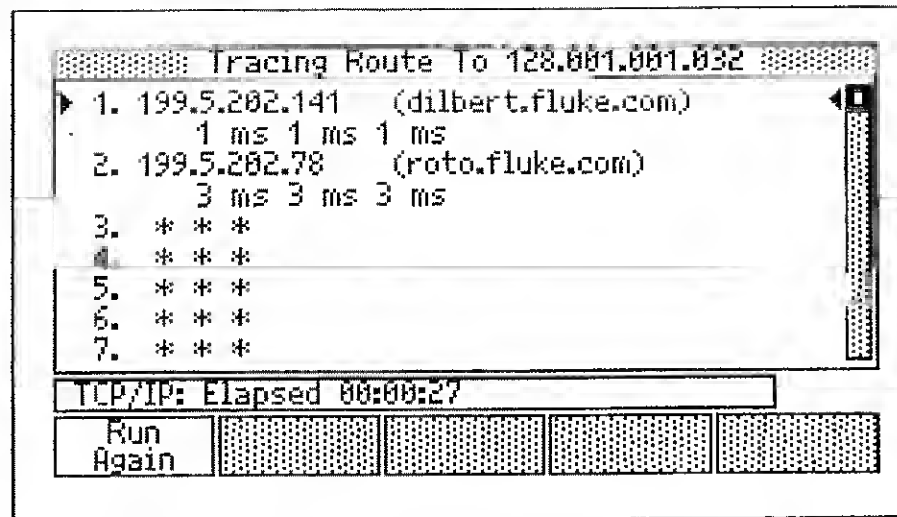 Tracing Route To 128.001.001.032
1. 199.5.202.141 (dilbert.fluke.com)
1 ms 1 ms 1 ms
2. 199.5.202.78 (roto.fluke.com)
3 ms 3 ms 3 ms
3. * * *
4. * * *
5. * * *
6. * * *
7. * * *
TCP/IP: Elapsed 00:00:27
Run
Again